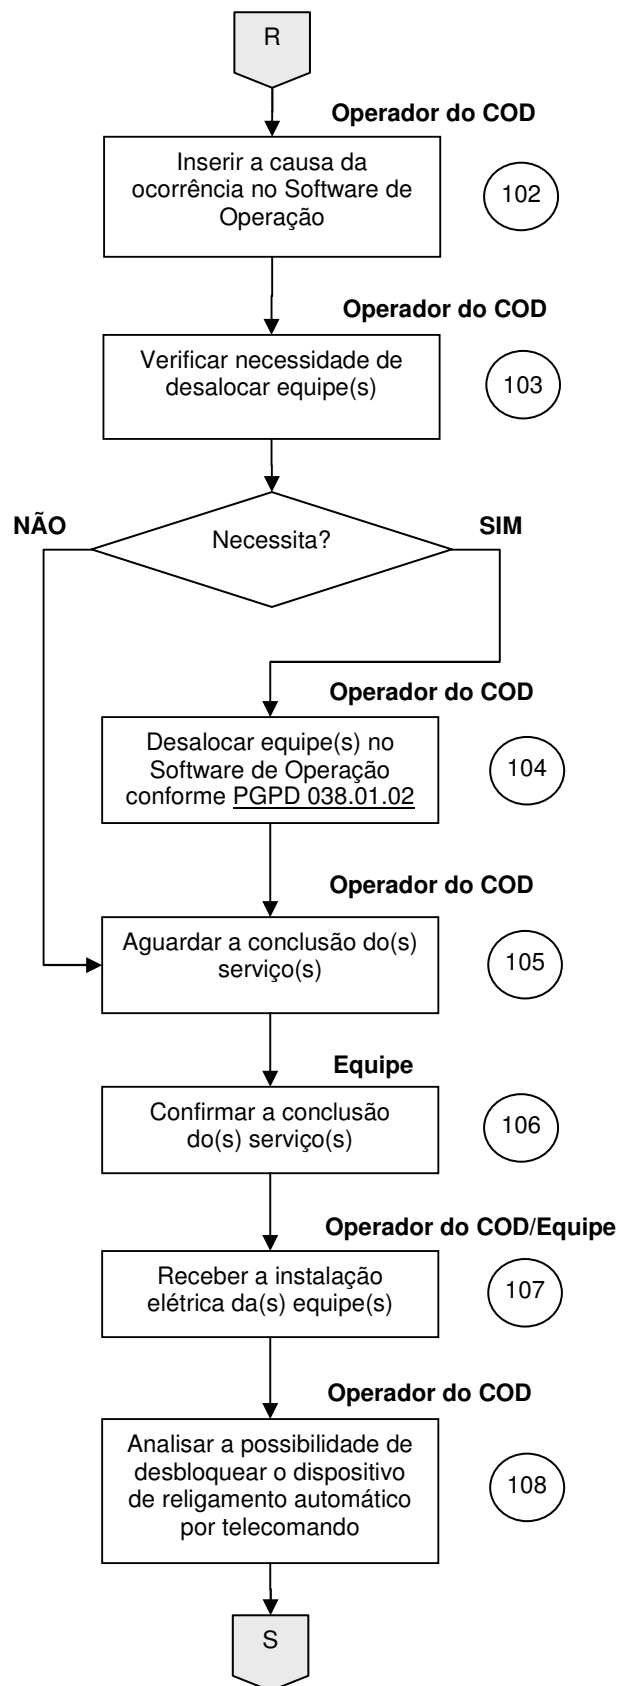 R
Operador do COD
Inserir a causa da
ocorrência no Software de
Operação
102
Operador do COD
Verificar necessidade de
desalocar equipe(s)
103
NÃO
Necessita?
SIM
Operador do COD
Desalocar equipe(s) no
Software de Operação
conforme PGPD 038.01.02
104
Operador do COD
Aguardar a conclusão do(s)
serviço(s)
105
Equipe
Confirmar a conclusão
do(s) serviço(s)
106
Operador do COD/Equipe
Receber a instalação
elétrica da(s) equipe(s)
107
Operador do COD
Analisar a possibilidade de
desbloquear o dispositivo
de religamento automático
por telecomando
108
S